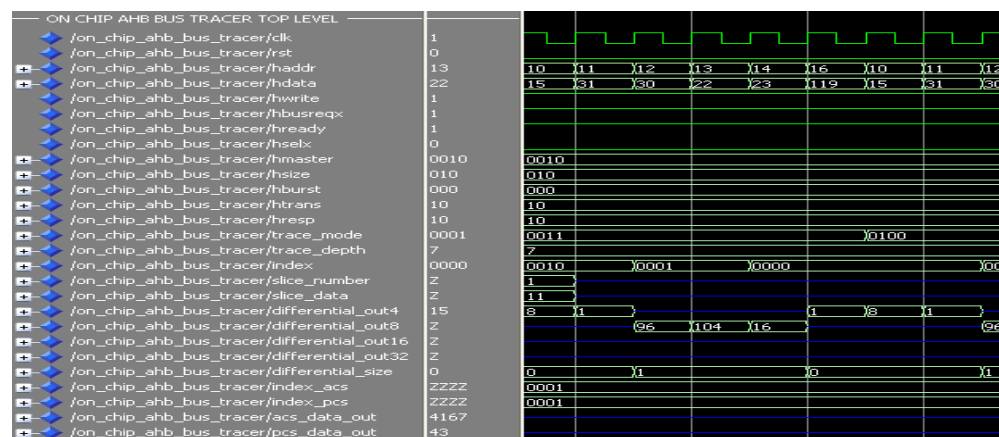 ON CHIP AHB BUS TRACER TOP LEVEL
/on_chip_ahb_bus_tracer/clk 1
/on_chip_ahb_bus_tracer/rst 0
/on_chip_ahb_bus_tracer/haddr 13 10 11 12 13 14 16 10 11 12
/on_chip_ahb_bus_tracer/hdata 22 15 31 30 22 23 119 15 31 30
/on_chip_ahb_bus_tracer/hwrite 1
/on_chip_ahb_bus_tracer/hbusreqx 1
/on_chip_ahb_bus_tracer/hready 1
/on_chip_ahb_bus_tracer/hselx 0
/on_chip_ahb_bus_tracer/hmaster 0010 0010
/on_chip_ahb_bus_tracer/hsize 010 010
/on_chip_ahb_bus_tracer/hburst 000 000
/on_chip_ahb_bus_tracer/htrans 10 10
/on_chip_ahb_bus_tracer/hresp 10 10
/on_chip_ahb_bus_tracer/trace_mode 0001 0011 0100
/on_chip_ahb_bus_tracer/trace_depth 7 7
/on_chip_ahb_bus_tracer/index 0000 0010 0001 0000 00
/on_chip_ahb_bus_tracer/slice_number Z 1
/on_chip_ahb_bus_tracer/slice_data Z 11
/on_chip_ahb_bus_tracer/differential_out4 15 8 1 1 8 1
/on_chip_ahb_bus_tracer/differential_out8 Z 96 104 16 96
/on_chip_ahb_bus_tracer/differential_out16 Z
/on_chip_ahb_bus_tracer/differential_out32 Z
/on_chip_ahb_bus_tracer/differential_size 0 0 1 0 1
/on_chip_ahb_bus_tracer/index_acs ZZZZ 0001
/on_chip_ahb_bus_tracer/index_pcs ZZZZ 0001
/on_chip_ahb_bus_tracer/acs_data_out 4167
/on_chip_ahb_bus_tracer/pcs_data_out 43